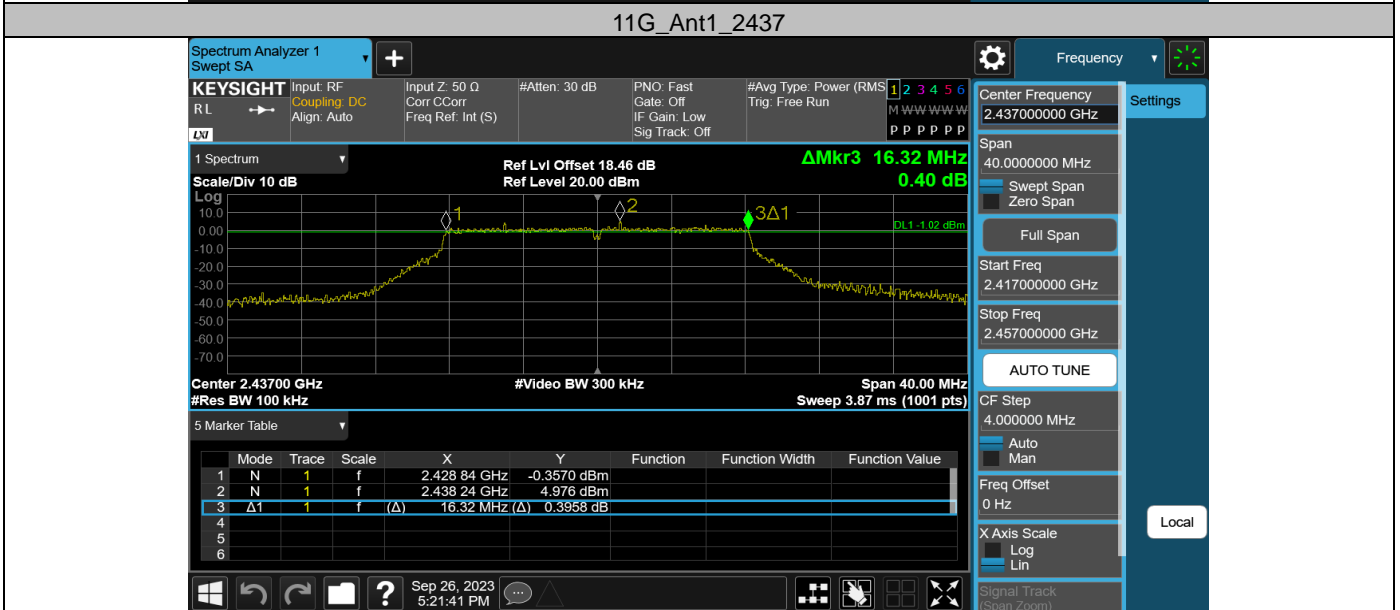 11G_Ant1_2437
Spectrum Analyzer 1
Swept SA
Frequency
KEYSIGHT
RL
LXI
Input: RF
Coupling: DC
Align: Auto
Input Z: 50 Ω
Corr CCorr
Freq Ref: Int (S)
#Atten: 30 dB
PNO: Fast
Gate: Off
IF Gain: Low
Sig Track: Off
#Avg Type: Power (RMS
Trig: Free Run
1 2 3 4 5 6
M W W W W W
P P P P P P
1 Spectrum
Scale/Div 10 dB
Ref Lvl Offset 18.46 dB
Ref Level 20.00 dBm
ΔMkr3 16.32 MHz
0.40 dB
Log
10.0
0.00
-10.0
-20.0
-30.0
-40.0
-50.0
-60.0
-70.0
1
2
3Δ1
DL1 -1.02 dBm
Center 2.43700 GHz
#Video BW 300 kHz
Span 40.00 MHz
#Res BW 100 kHz
Sweep 3.87 ms (1001 pts)
5 Marker Table
Mode Trace Scale X Y Function Function Width Function Value
1 N 1 f 2.428 84 GHz -0.3570 dBm
2 N 1 f 2.438 24 GHz 4.976 dBm
3 Δ1 1 f (Δ) 16.32 MHz (Δ) 0.3958 dB
4
5
6
Center Frequency
2.437000000 GHz
Settings
Span
40.0000000 MHz
Swept Span
Zero Span
Full Span
Start Freq
2.417000000 GHz
Stop Freq
2.457000000 GHz
AUTO TUNE
CF Step
4.000000 MHz
Auto
Man
Freq Offset
0 Hz
Local
X Axis Scale
Log
Lin
Signal Track
(Span Zoom)
?
Sep 26, 2023
5:21:41 PM